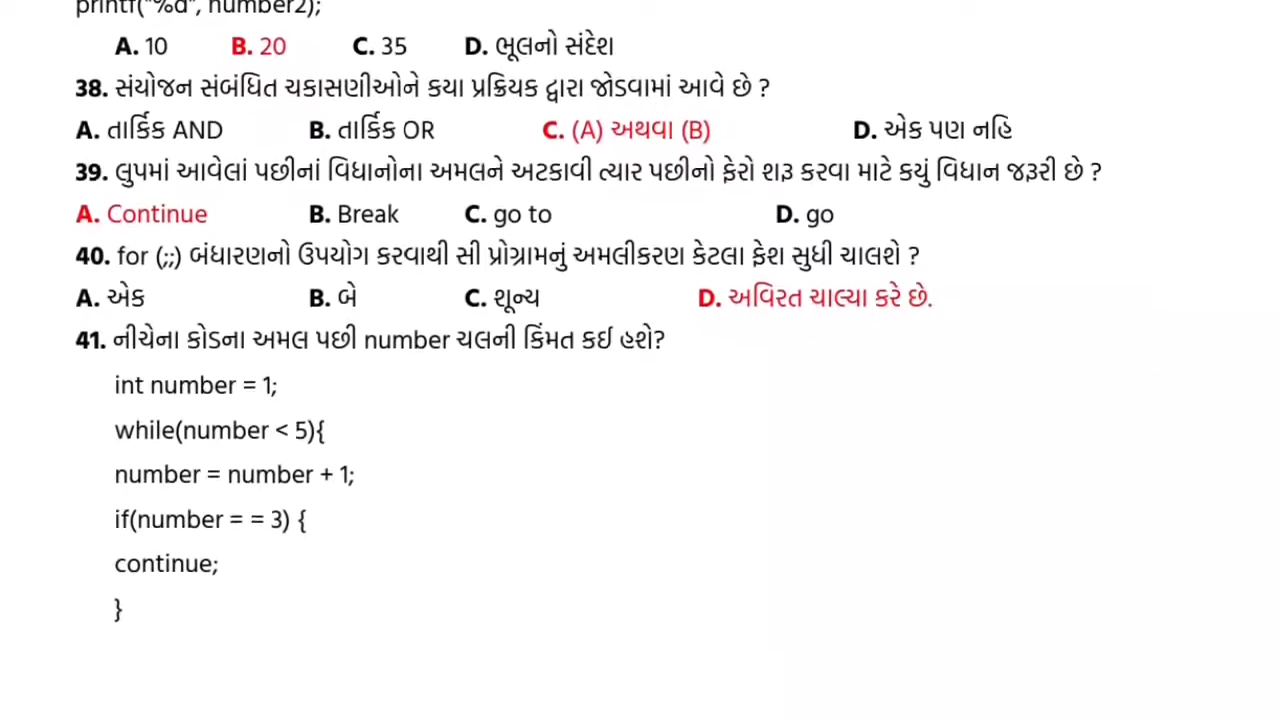 printf("%d", number2);
A. 10 B. 20 C. 35 D. ભૂલનો સંદેશ
38. સંયોજન સંબંધિત ચકાસણીઓને કયા પ્રક્રિયક દ્વારા જોડવામાં આવે છે ?
A. તાર્કિક AND B. તાર્કિક OR C. (A) અથવા (B) D. એક પણ નહિ
39. લુપમાં આવેલાં પછીનાં વિધાનોના અમલને અટકાવી ત્યાર પછીનો ફેરો શરૂ કરવા માટે કયું વિધાન જરૂરી છે ?
A. Continue B. Break C. go to D. go
40. for (;;) બંધારણનો ઉપયોગ કરવાથી સી પ્રોગ્રામનું અમલીકરણ કેટલા ફેરા સુધી ચાલશે ?
A. એક B. બે C. શૂન્ય D. અવિરત ચાલ્યા કરે છે.
41. નીચેના કોડના અમલ પછી number ચલની કિંમત કઈ હશે?
int number = 1;
while(number < 5){
number = number + 1;
if(number = = 3) {
continue;
}